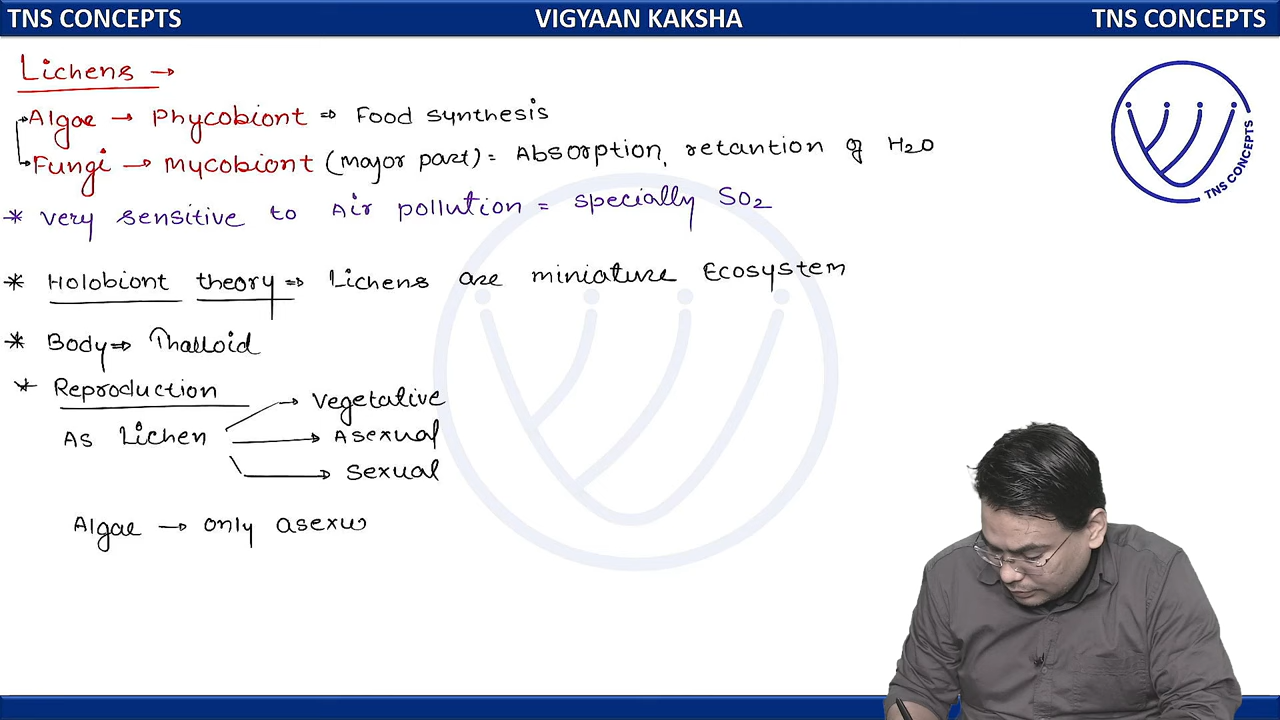 TNS CONCEPTS VIGYAAN KAKSHA TNS CONCEPTS
Lichens →
Algae → Phycobiont ⇒ Food synthesis
Fungi → Mycobiont (major part) = Absorption, retantion of H2O
* very sensitive to Air pollution = specially SO2
* Holobiont theory ⇒ Lichens are miniature Ecosystem
* Body ⇒ Thalloid
* Reproduction
As Lichen → Vegetative
→ Asexual
→ Sexual
Algae → only asexu
TNS CONCEPTS